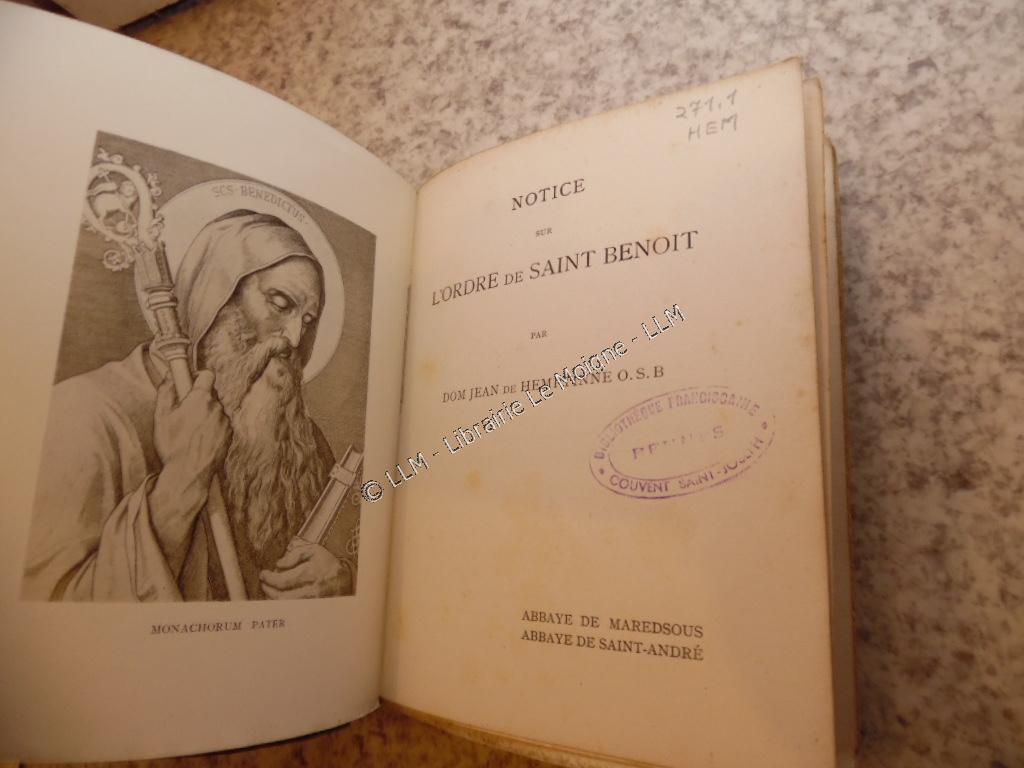 SCS·BENEDICTUS·
MONACHORUM PATER
271,1
HEM
NOTICE
SUR
L'ORDRE DE SAINT BENOIT
PAR
DOM JEAN DE HEMPTINNE O. S. B
© LLM - Librairie Le Moigne - LLM
BIBLIOTHÈQUE FRANCISCAINE
RENNES
COUVENT SAINT-JOSEPH
ABBAYE DE MAREDSOUS
ABBAYE DE SAINT-ANDRÉ